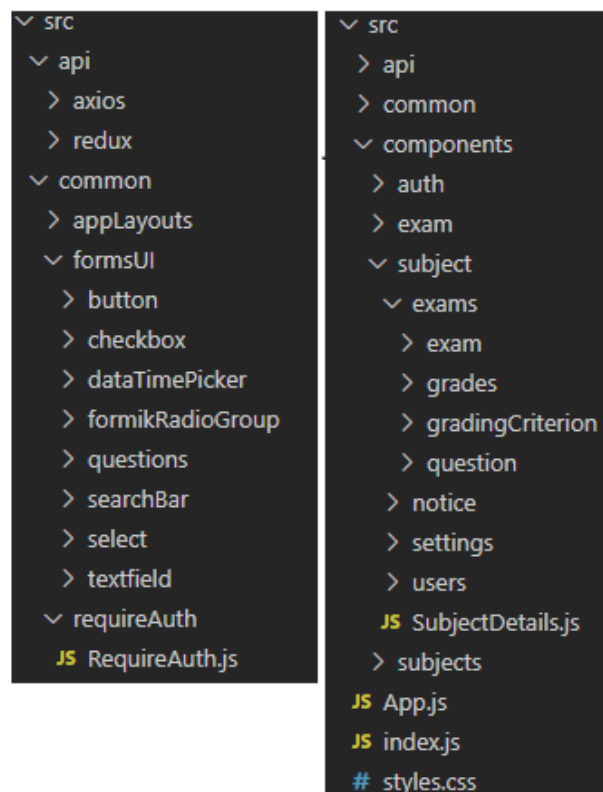 src
api
axios
redux
common
appLayouts
formsUI
button
checkbox
dataTimePicker
formikRadioGroup
questions
searchBar
select
textfield
requireAuth
JS RequireAuth.js
src
api
common
components
auth
exam
subject
exams
exam
grades
gradingCriterion
question
notice
settings
users
JS SubjectDetails.js
subjects
JS App.js
JS index.js
# styles.css